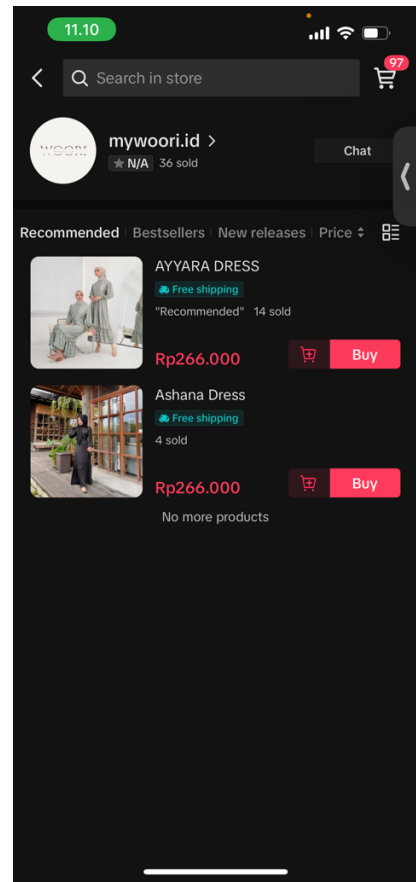 11.10
Search in store
97
WOORI
mywoori.id >
N/A 36 sold
Chat
Recommended Bestsellers New releases Price
AYYARA DRESS
Free shipping
"Recommended" 14 sold
Rp266.000
Buy
Ashana Dress
Free shipping
4 sold
Rp266.000
Buy
No more products